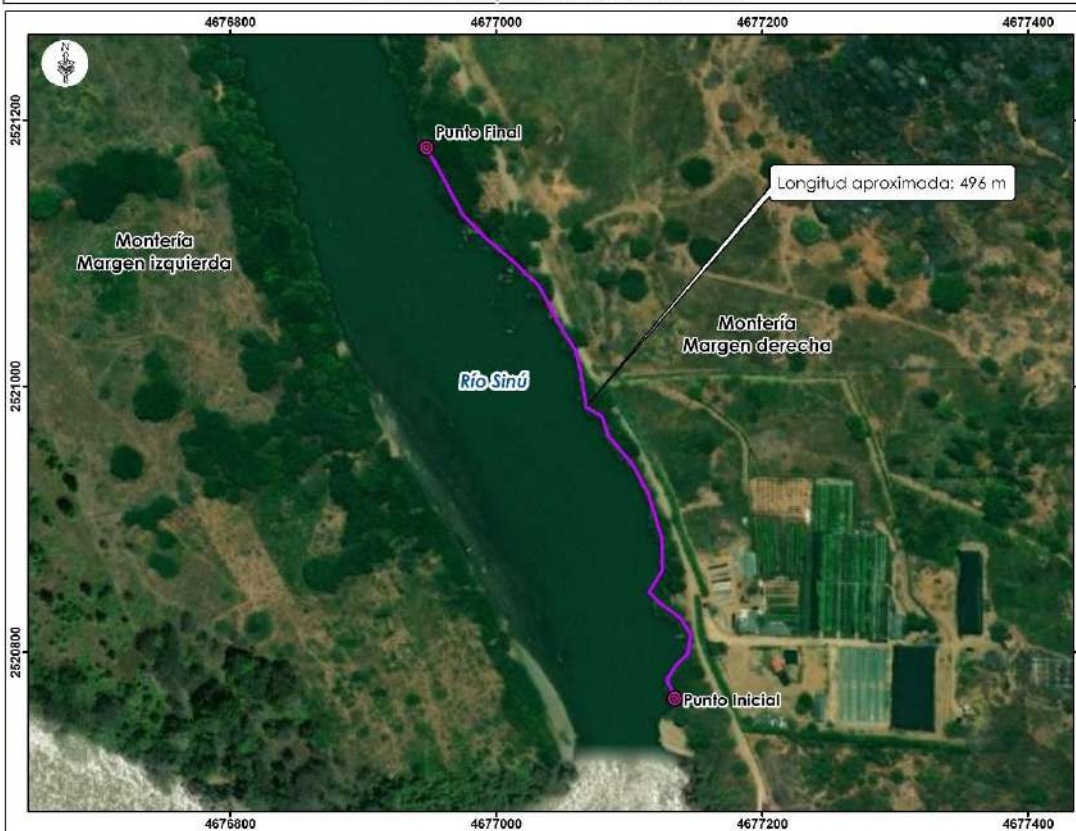 4676800 4677000 4677200 4677400
N
2521200
Punto Final
Longitud aproximada: 496 m
Montería
Margen izquierda
Montería
Margen derecha
2521000
Río Sinú
2520800
Punto Inicial
4676800 4677000 4677200 4677400